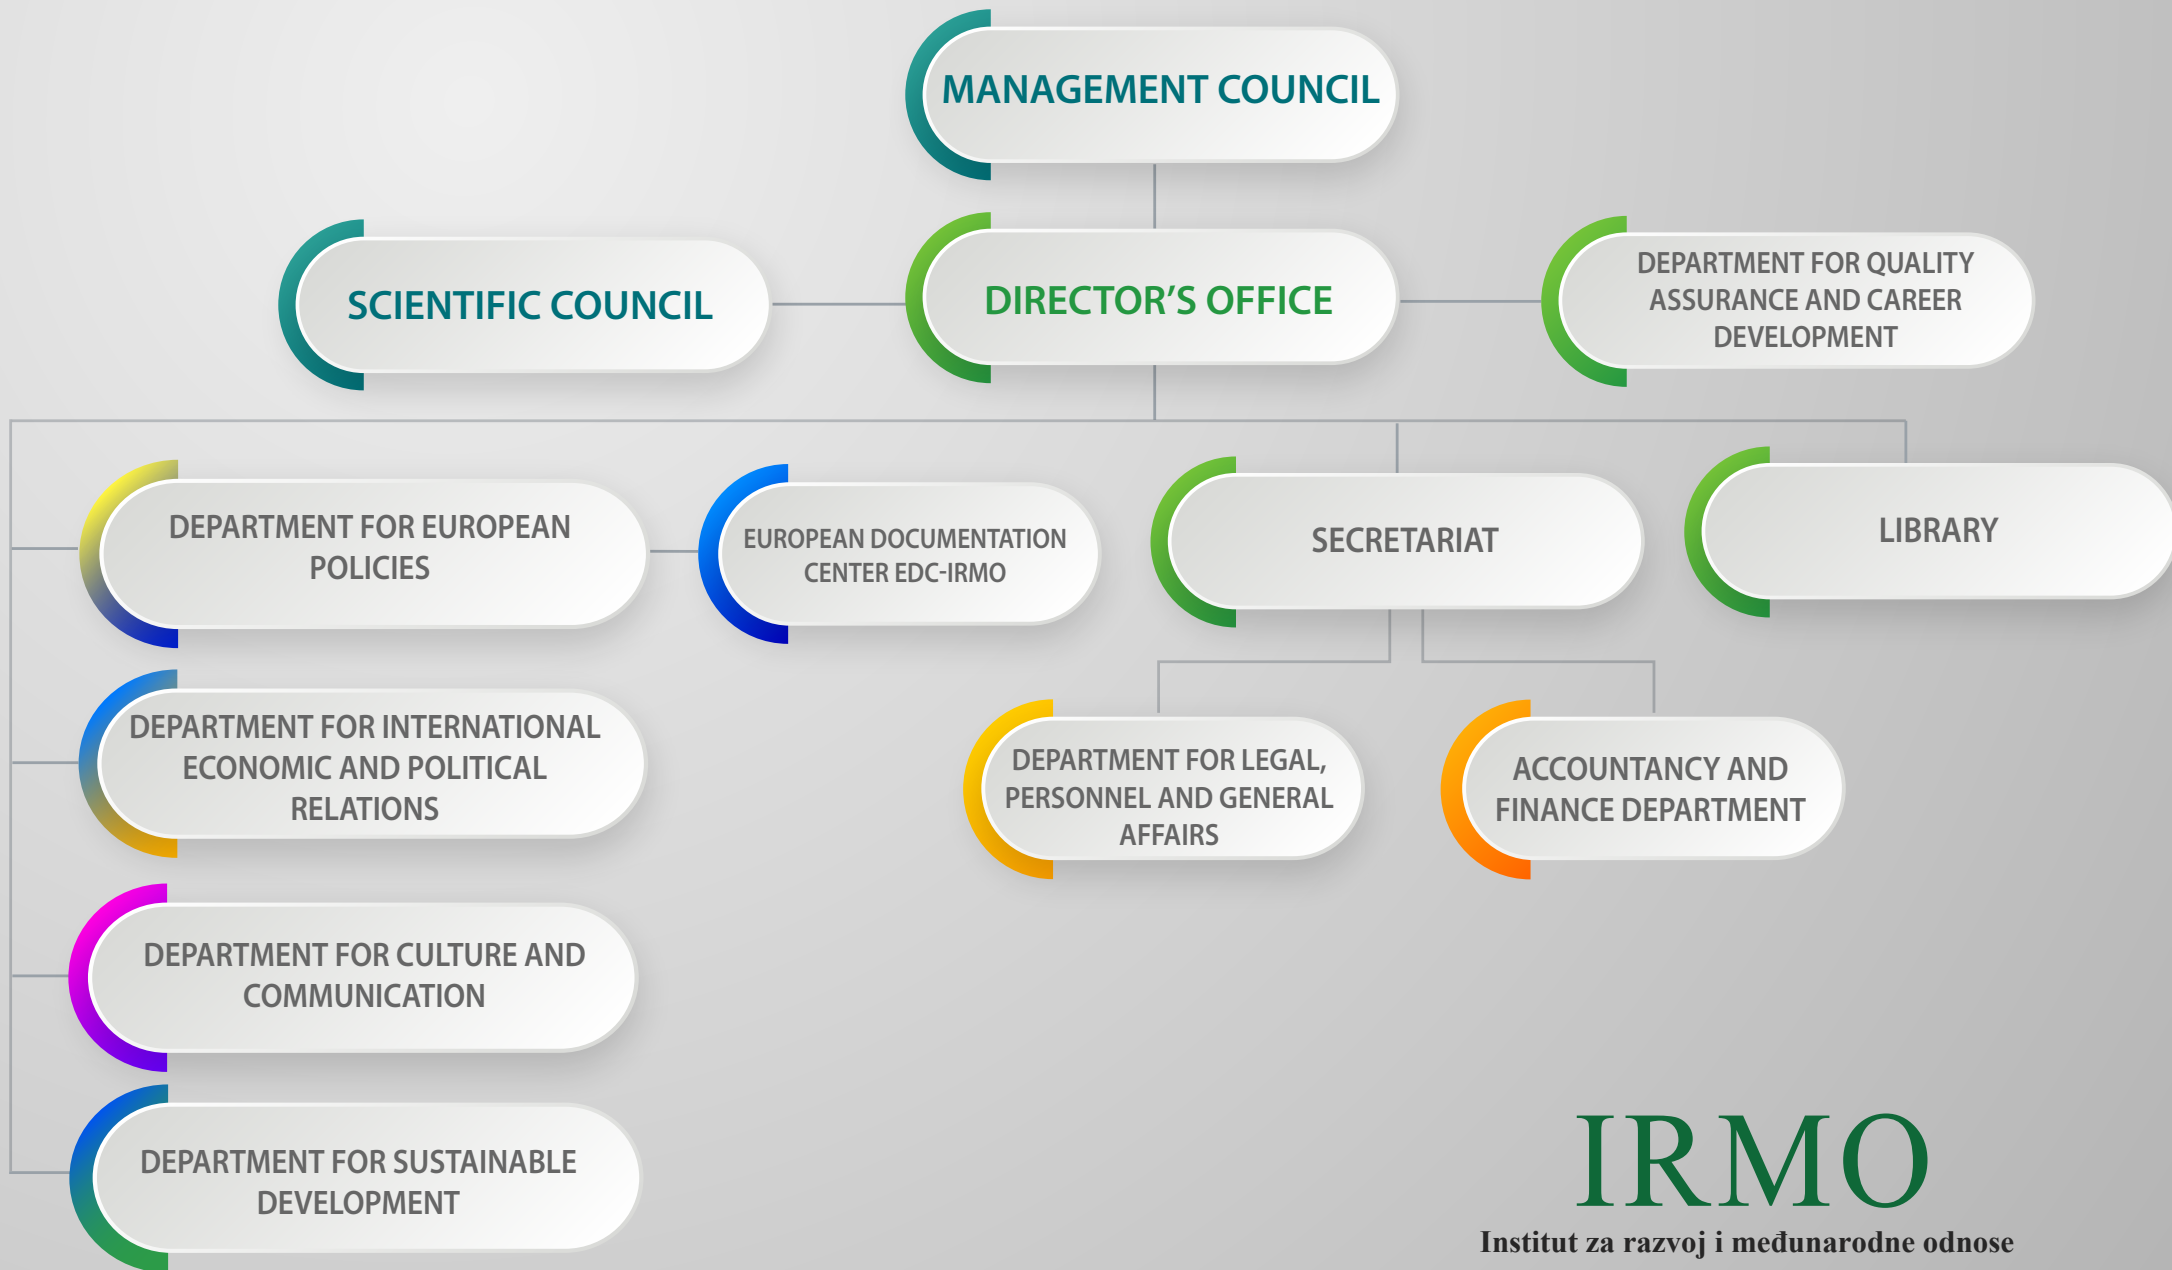 MANAGEMENT COUNCIL
SCIENTIFIC COUNCIL
DIRECTOR’S OFFICE
DEPARTMENT FOR QUALITY
ASSURANCE AND CAREER
DEVELOPMENT
DEPARTMENT FOR EUROPEAN
POLICIES
EUROPEAN DOCUMENTATION
CENTER EDC-IRMO
SECRETARIAT
LIBRARY
DEPARTMENT FOR INTERNATIONAL
ECONOMIC AND POLITICAL
RELATIONS
DEPARTMENT FOR LEGAL,
PERSONNEL AND GENERAL
AFFAIRS
ACCOUNTANCY AND
FINANCE DEPARTMENT
DEPARTMENT FOR CULTURE AND
COMMUNICATION
DEPARTMENT FOR SUSTAINABLE
DEVELOPMENT
IRMO
Institut za razvoj i međunarodne odnose